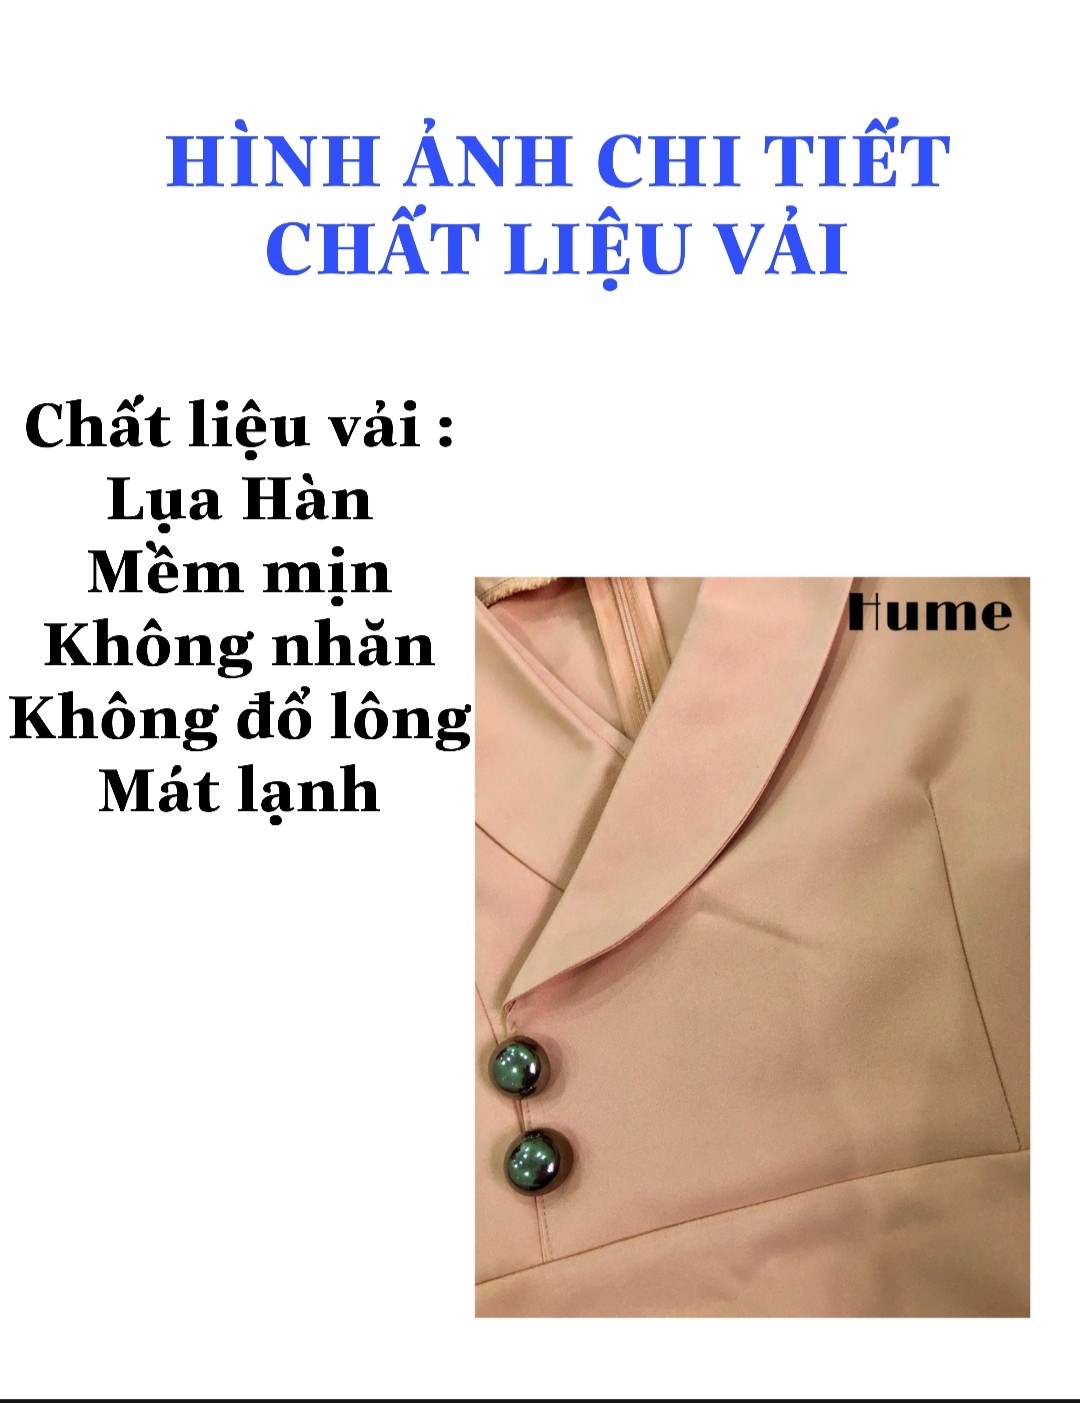 HÌNH ẢNH CHI TIẾT
CHẤT LIỆU VẢI
Chất liệu vải :
Lụa Hàn
Mềm mịn
Không nhăn
Không đổ lông
Mát lạnh
Hume